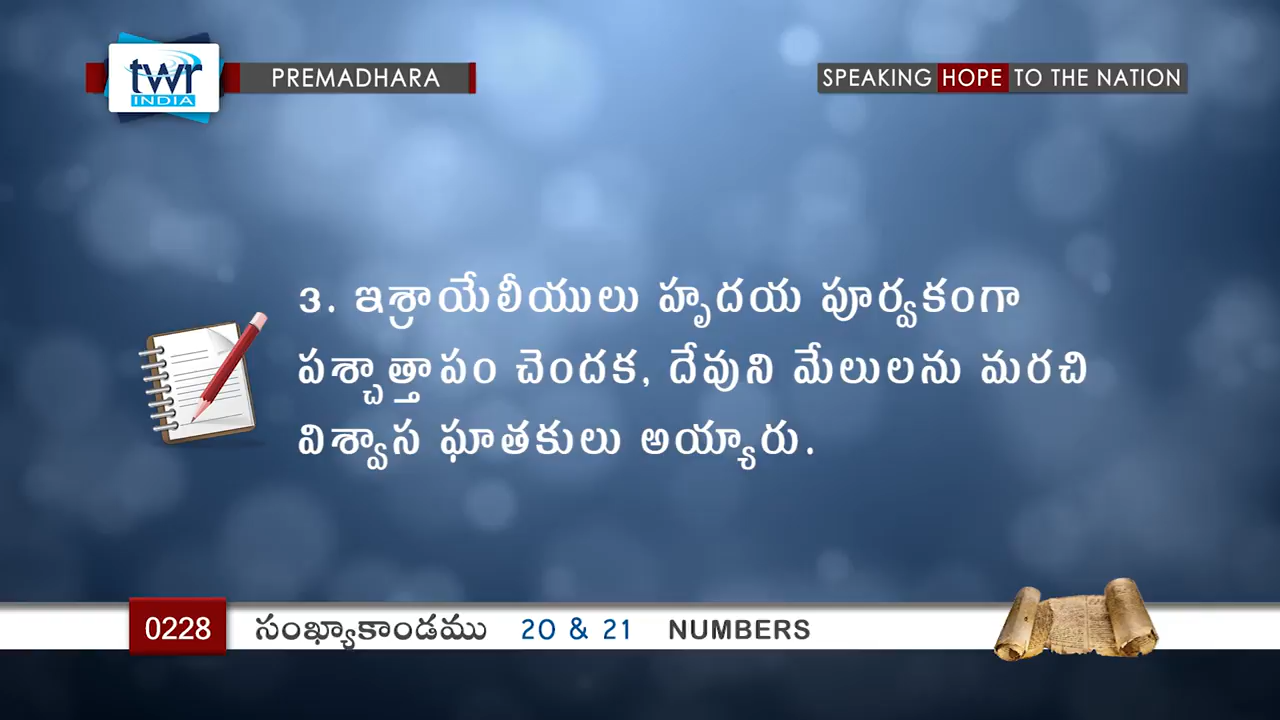 twr
INDIA
PREMADHARA
SPEAKING HOPE TO THE NATION
3. ఇశ్రాయేలీయులు హృదయ పూర్వకంగా
పశ్చాత్తాపం చెందక, దేవుని మేలులను మరచి
విశ్వాస ఘాతకులు అయ్యారు.
0228 సంఖ్యాకాండము 20 & 21 NUMBERS